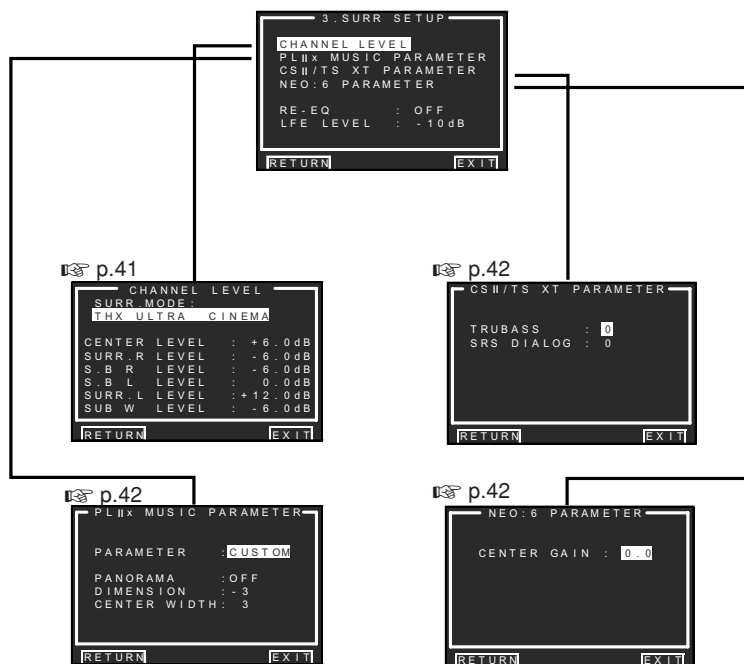 3.SURR SETUP
CHANNEL LEVEL
PLIIx MUSIC PARAMETER
CSII/TS XT PARAMETER
NEO:6 PARAMETER
RE-EQ : OFF
LFE LEVEL : -10dB
RETURN EXIT
☞ p.41
CHANNEL LEVEL
SURR.MODE:
THX ULTRA CINEMA
CENTER LEVEL : +6.0dB
SURR.R LEVEL : -6.0dB
S.B R LEVEL : -6.0dB
S.B L LEVEL : 0.0dB
SURR.L LEVEL :+12.0dB
SUB W LEVEL : -6.0dB
RETURN EXIT
☞ p.42
CSII/TS XT PARAMETER
TRUBASS : 0
SRS DIALOG : 0
RETURN EXIT
☞ p.42
PLIIx MUSIC PARAMETER
PARAMETER :CUSTOM
PANORAMA :OFF
DIMENSION :-3
CENTER WIDTH: 3
RETURN EXIT
☞ p.42
NEO:6 PARAMETER
CENTER GAIN : 0.0
RETURN EXIT